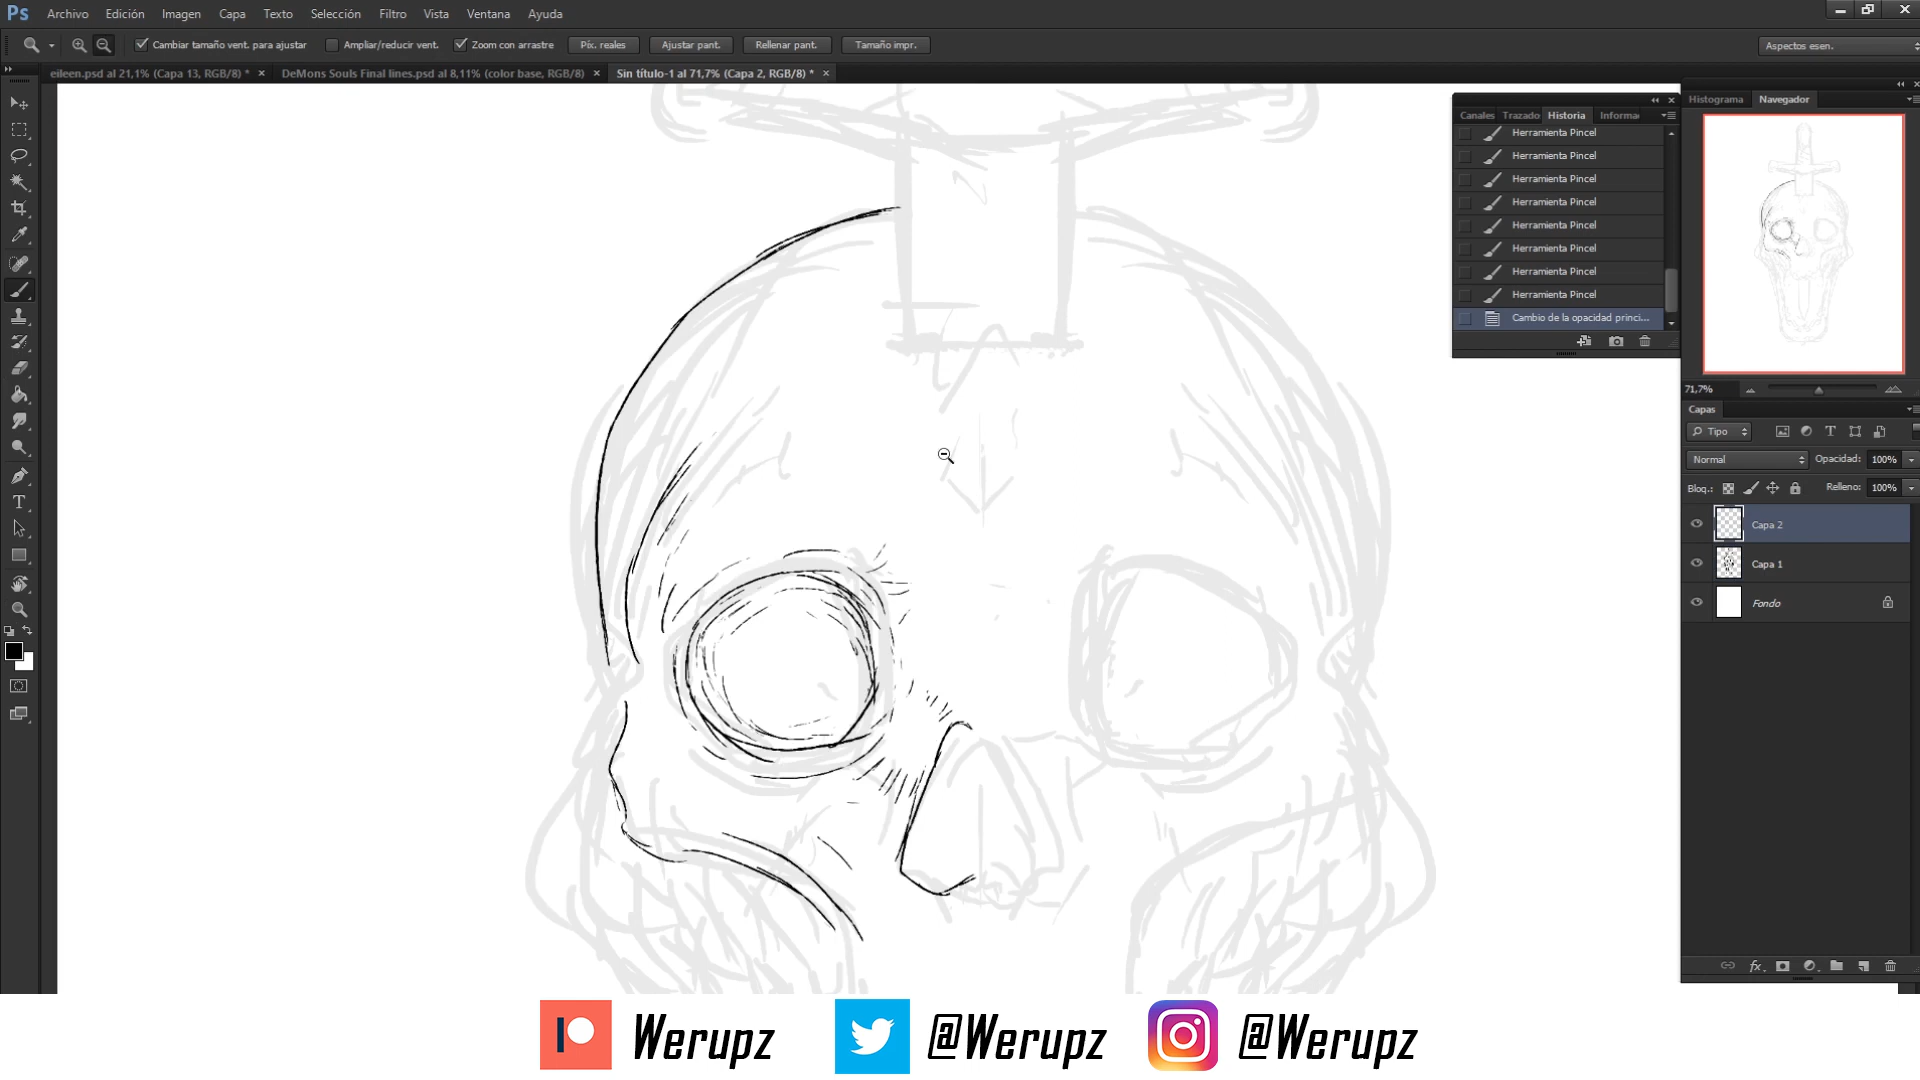 Ps Archivo Edición Imagen Capa Texto Selección Filtro Vista Ventana Ayuda
Cambiar tamaño vent. para ajustar Ampliar/reducir vent. Zoom con arrastre Píx. reales Ajustar pant. Rellenar pant. Tamaño impr. Aspectos esen.
eileen.psd al 21,1% (Capa 13, RGB/8) * DeMons Souls Final lines.psd al 8,11% (color base, RGB/8) Sin título-1 al 71,7% (Capa 2, RGB/8) *
Canales Trazado Historia Informa
Herramienta Pincel
Herramienta Pincel
Herramienta Pincel
Herramienta Pincel
Herramienta Pincel
Herramienta Pincel
Herramienta Pincel
Herramienta Pincel
Cambio de la opacidad princi...
Histograma Navegador
71,7%
Capas
Tipo
Normal Opacidad: 100%
Bloq.: Relleno: 100%
Capa 2
Capa 1
Fondo
fx
Werupz @Werupz @Werupz